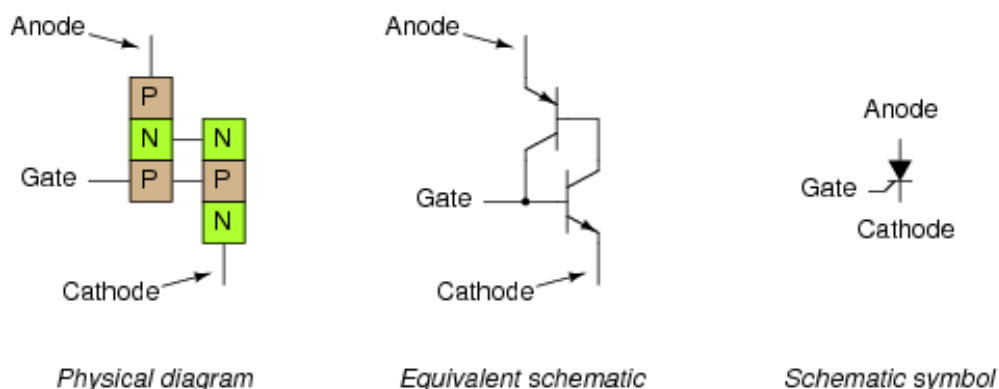 Anode
P
N
N
Gate
P
P
N
Cathode
Physical diagram
Anode
Gate
Cathode
Equivalent schematic
Anode
Gate
Cathode
Schematic symbol